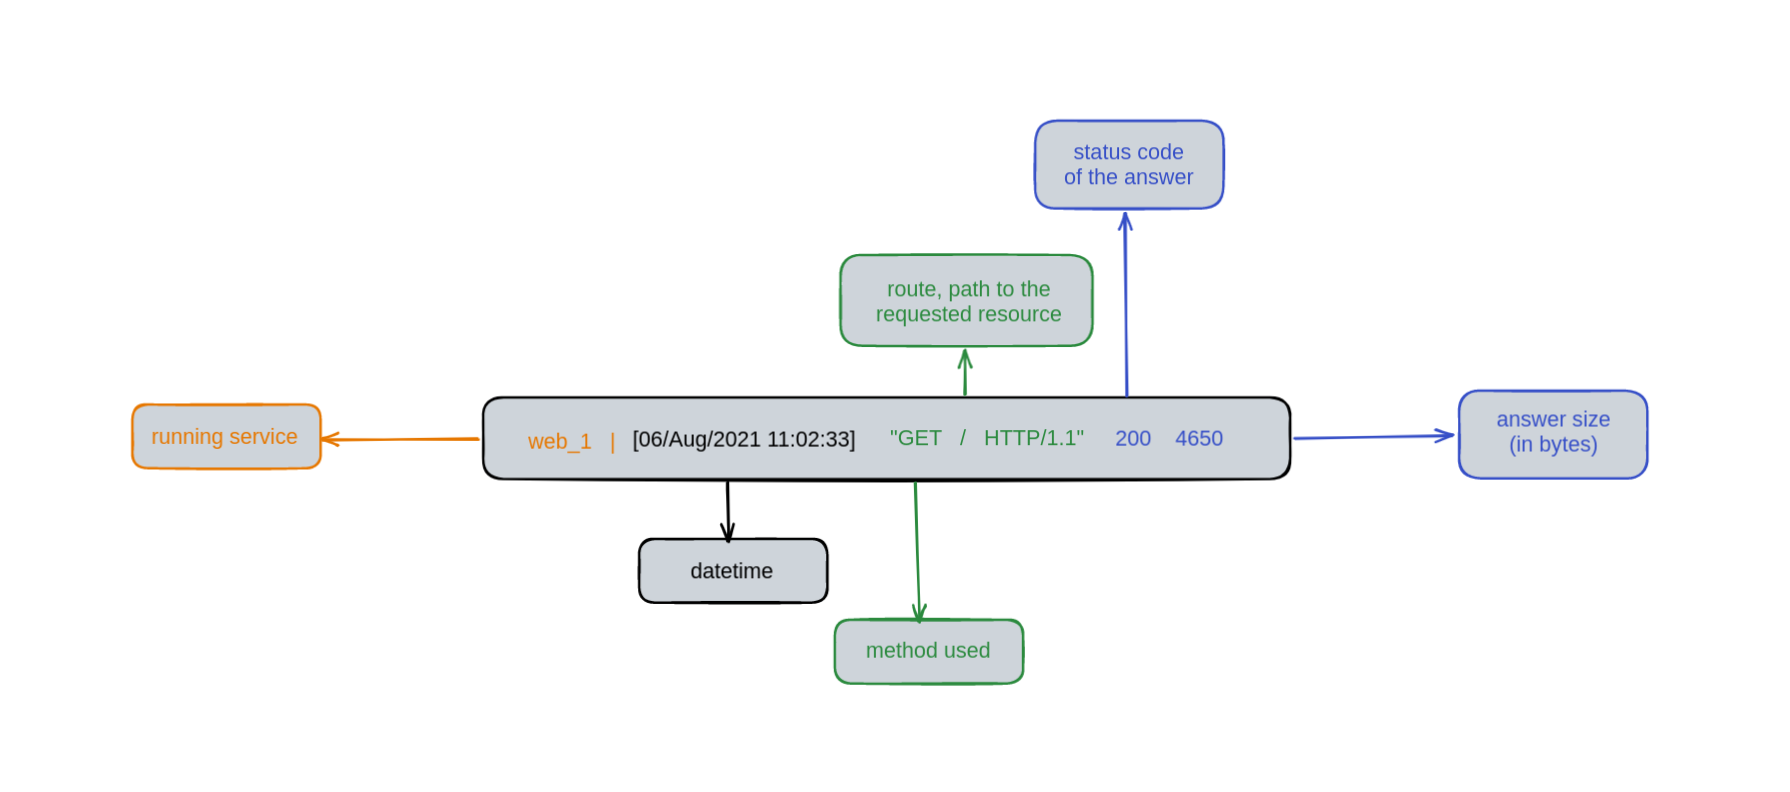 status code
of the answer
route, path to the
requested resource
running service
web_1 | [06/Aug/2021 11:02:33] "GET / HTTP/1.1" 200 4650
answer size
(in bytes)
datetime
method used